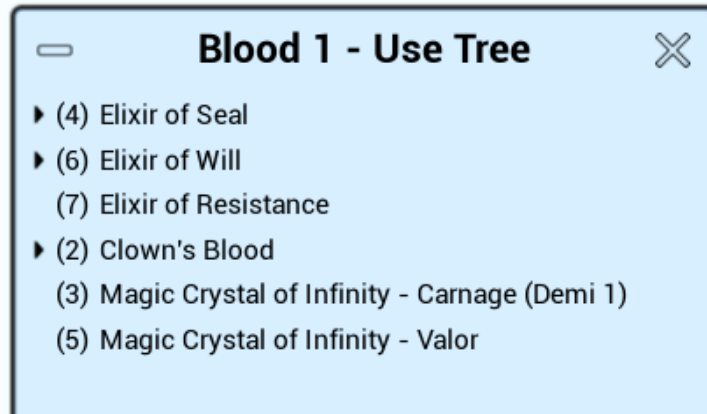 Blood 1 - Use Tree
(4) Elixir of Seal
(6) Elixir of Will
(7) Elixir of Resistance
(2) Clown's Blood
(3) Magic Crystal of Infinity - Carnage (Demi 1)
(5) Magic Crystal of Infinity - Valor